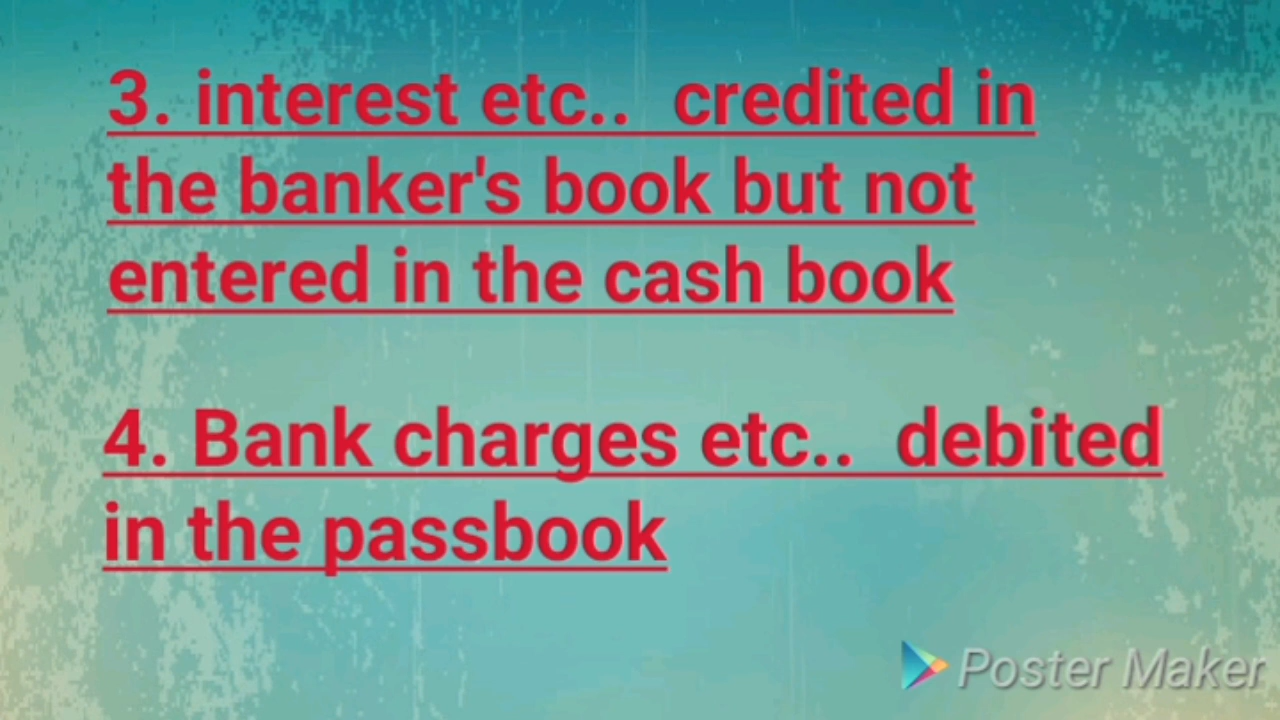 3. interest etc..  credited in
the banker's book but not
entered in the cash book
4. Bank charges etc..  debited
in the passbook
Poster Maker